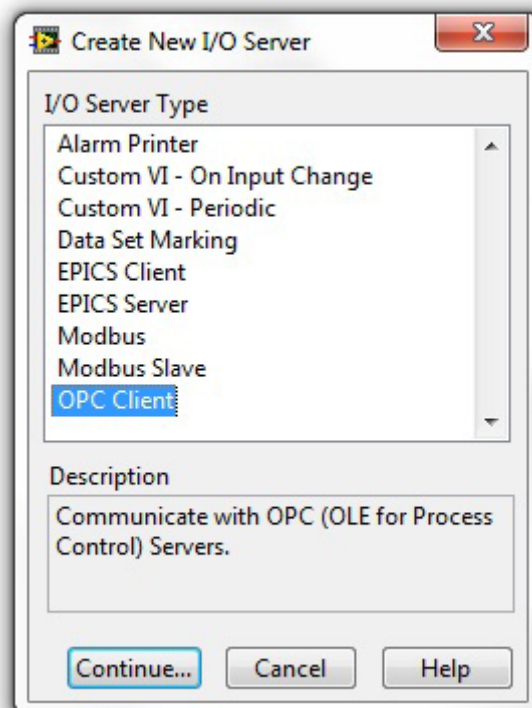 Create New I/O Server
I/O Server Type
Alarm Printer
Custom VI - On Input Change
Custom VI - Periodic
Data Set Marking
EPICS Client
EPICS Server
Modbus
Modbus Slave
OPC Client
Description
Communicate with OPC (OLE for Process
Control) Servers.
Continue... Cancel Help